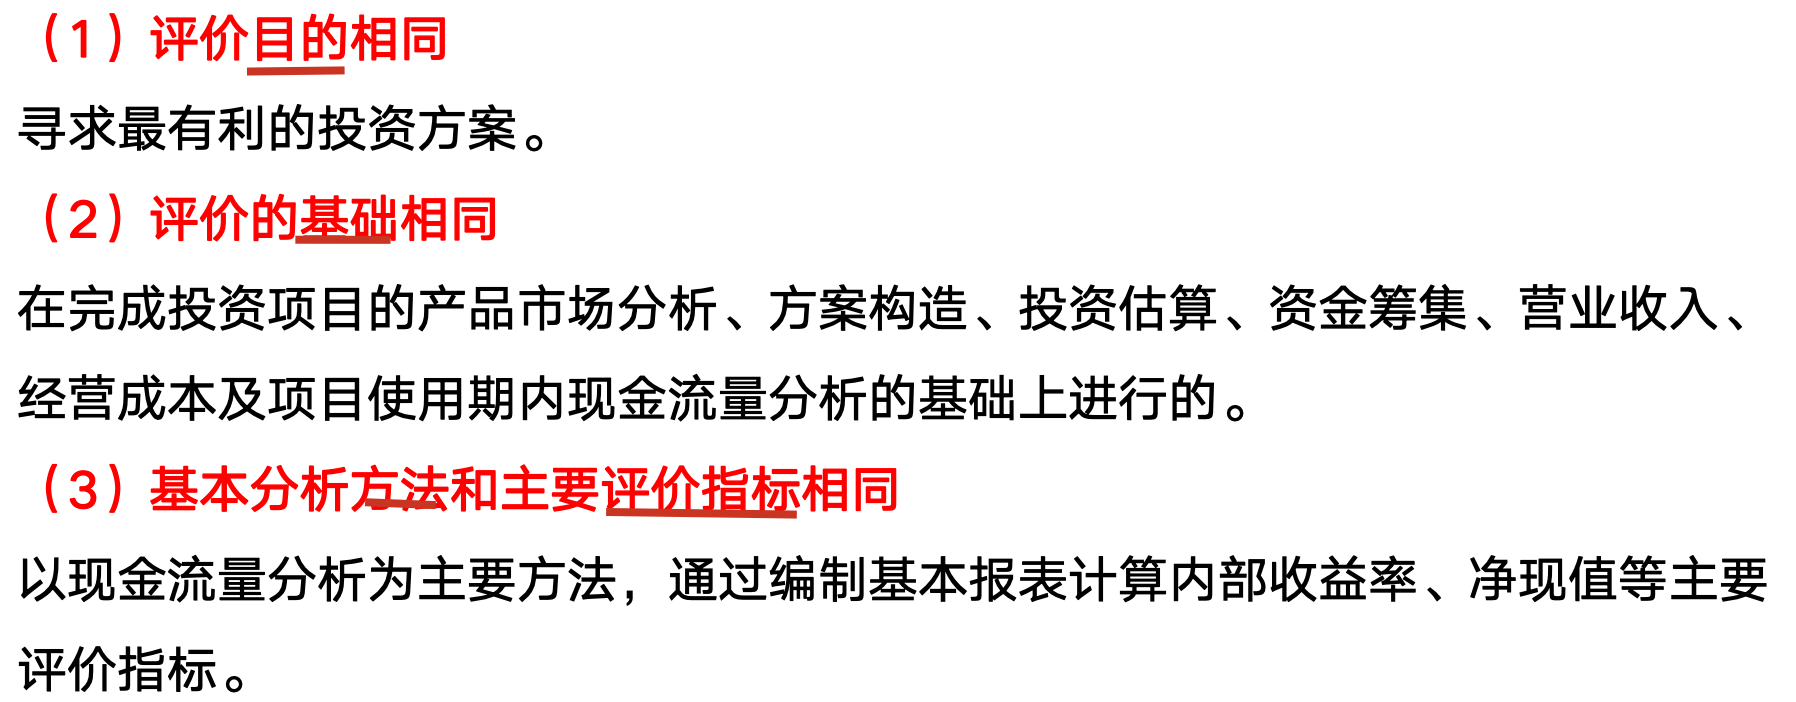 （1）评价目的相同
寻求最有利的投资方案。
（2）评价的基础相同
在完成投资项目的产品市场分析、方案构造、投资估算、资金筹集、营业收入、
经营成本及项目使用期内现金流量分析的基础上进行的。
（3）基本分析方法和主要评价指标相同
以现金流量分析为主要方法，通过编制基本报表计算内部收益率、净现值等主要
评价指标。